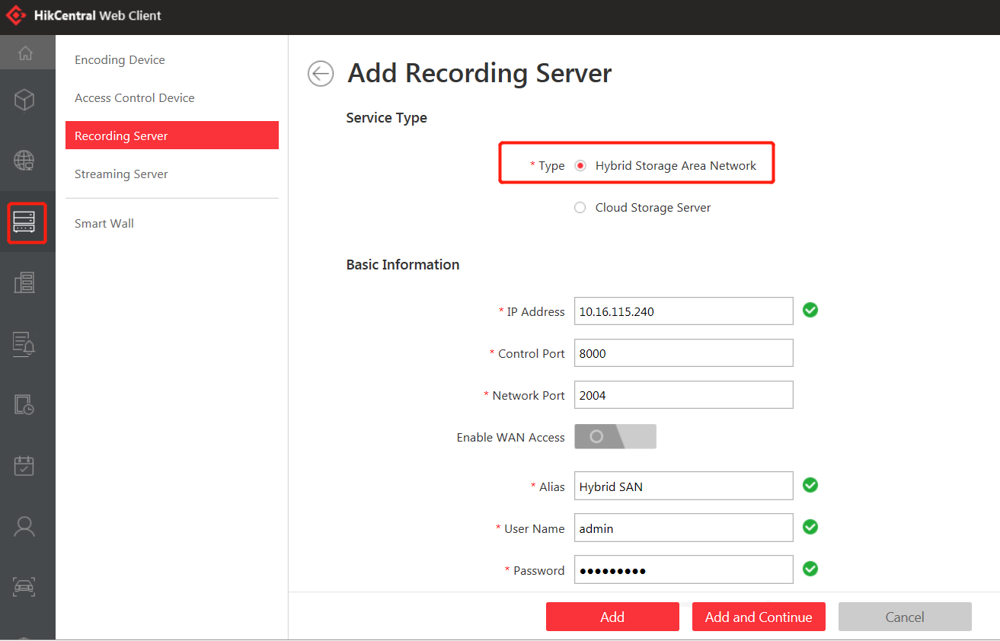 HikCentral Web Client
Encoding Device
Access Control Device
Recording Server
Streaming Server
Smart Wall
Add Recording Server
Service Type
* Type Hybrid Storage Area Network
Cloud Storage Server
Basic Information
* IP Address 10.16.115.240
* Control Port 8000
* Network Port 2004
Enable WAN Access
* Alias Hybrid SAN
* User Name admin
* Password ●●●●●●●●●
Add Add and Continue Cancel